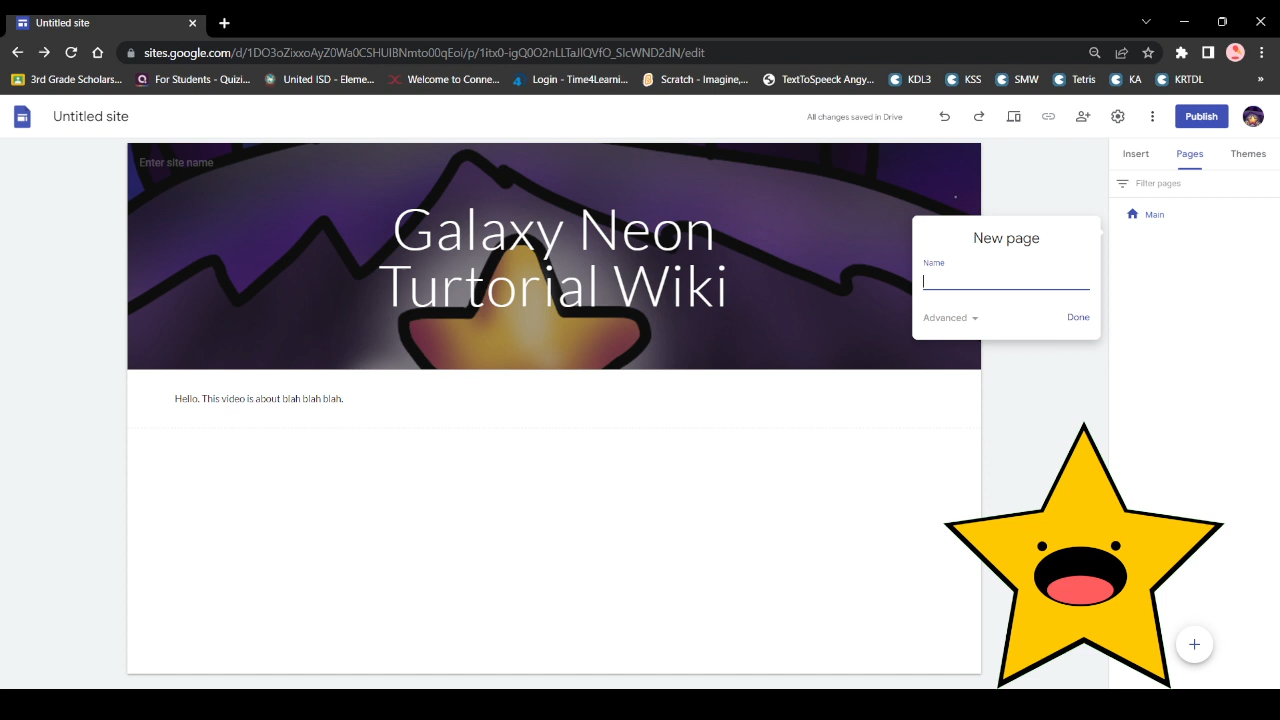 Untitled site
sites.google.com/d/1DO3oZixxoAyZ0Wa0CSHUlBNmto00qEoi/p/1itx0-igQ0O2nLLTaJlQVfO_SlcWND2dN/edit
3rd Grade Scholars... For Students - Quizi... United ISD - Eleme... Welcome to Conne... Login - Time4Learni... Scratch - Imagine,... TextToSpeeck Angy... KDL3 KSS SMW Tetris KA KRTDL »
Untitled site All changes saved in Drive Publish
Insert Pages Themes
Enter site name
Filter pages
Main
Galaxy Neon
Turtorial Wiki
New page
Name
Advanced Done
Hello. This video is about blah blah blah.